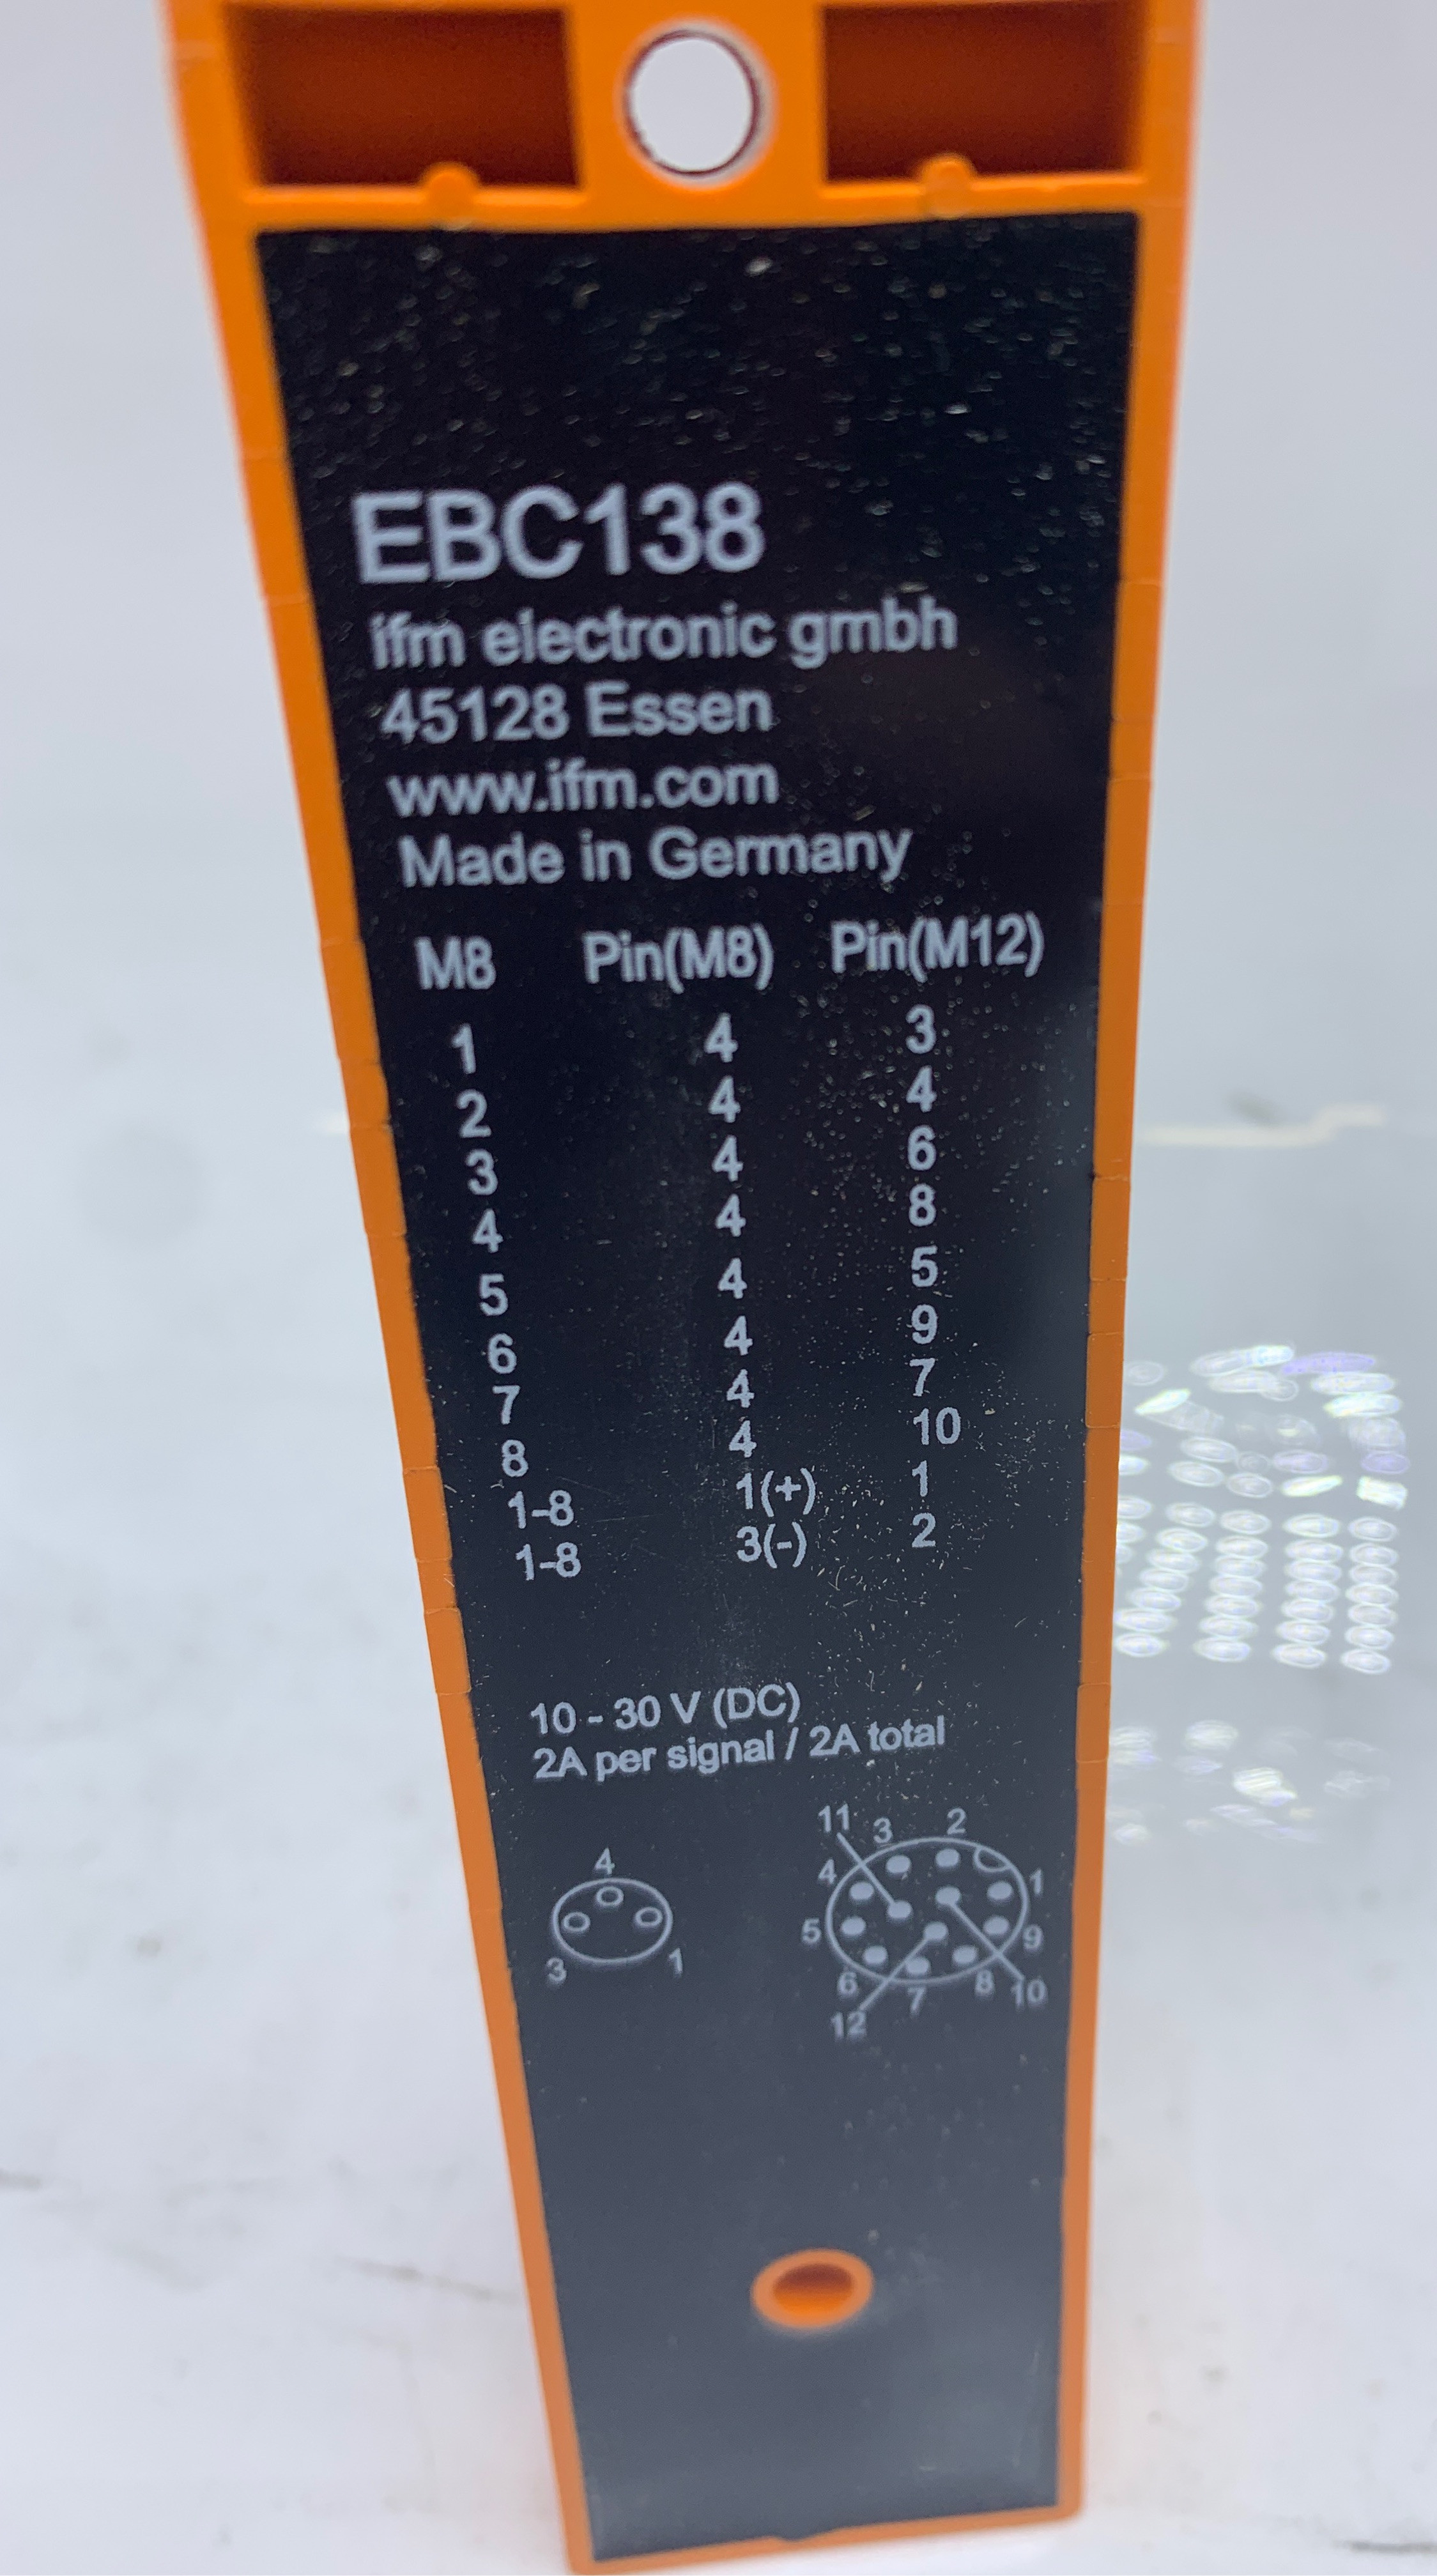 EBC138
ifm electronic gmbh
45128 Essen
www.ifm.com
Made in Germany
M8 Pin(M8) Pin(M12)
1 4 3
2 4 4
3 4 6
4 4 8
5 4 5
6 4 9
7 4 7
8 4 10
1-8 1(+) 1
1-8 3(-) 2
10 - 30 V (DC)
2A per signal / 2A total
4
3 1
11 3 2
4 1
5 9
6 7 8 10
12